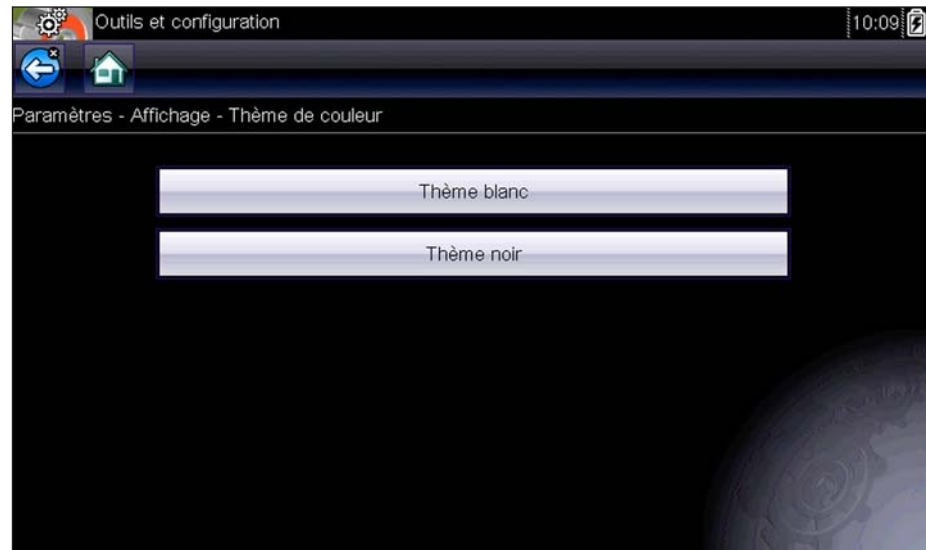 Outils et configuration
10:09
Paramètres - Affichage - Thème de couleur
Thème blanc
Thème noir